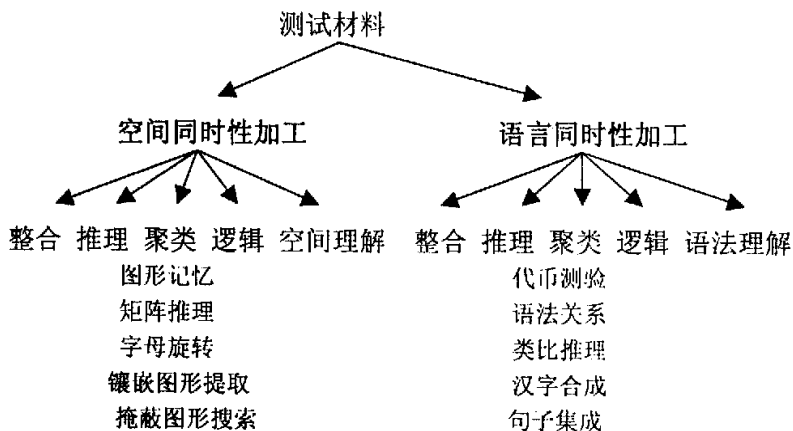 测试材料
空间同时性加工 语言同时性加工
整合 推理 聚类 逻辑 空间理解 整合 推理 聚类 逻辑 语法理解
图形记忆 代币测验
矩阵推理 语法关系
字母旋转 类比推理
镶嵌图形提取 汉字合成
掩蔽图形搜索 句子集成